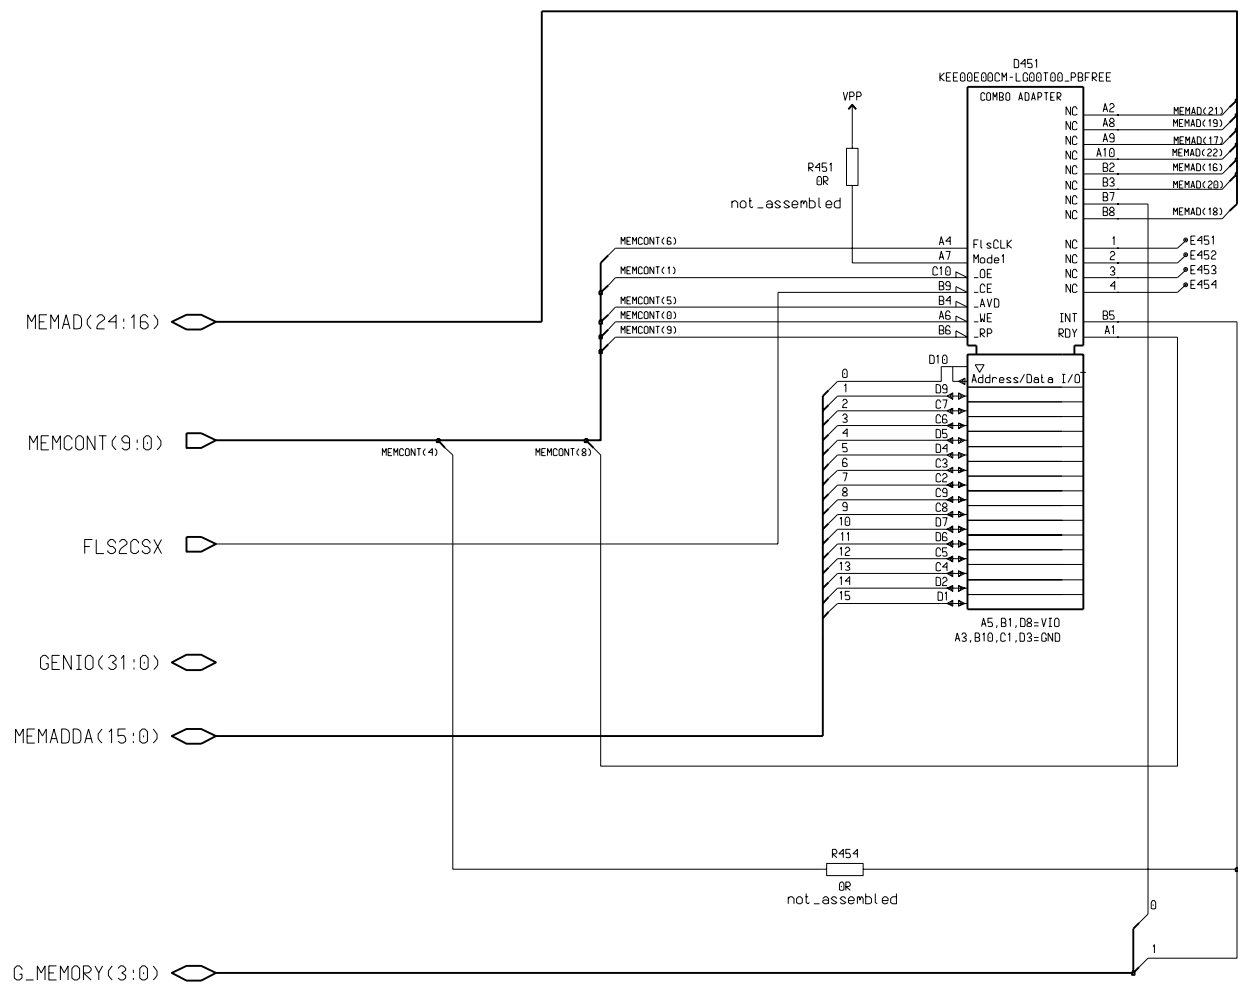 D451
KEE00E00CM-LG00T00_PBFREE
VPP
COMBO ADAPTER
NC A2 MEMAD(21)
NC A8 MEMAD(19)
NC A9 MEMAD(17)
NC A10 MEMAD(22)
NC B2 MEMAD(16)
NC B3 MEMAD(20)
NC B7
NC B8 MEMAD(18)
R451
0R
not_assembled
MEMCONT(6) A4 FlsCLK NC 1 E451
A7 Mode1 NC 2 E452
MEMCONT(1) C10 _OE NC 3 E453
B9 _CE NC 4 E454
MEMCONT(5) B4 _AVD
MEMCONT(0) A6 _WE INT B5
MEMCONT(9) B6 _RP RDY A1
MEMAD(24:16)
D10
0 Address/Data I/O
1 D9
2 C7
3 C6
4 D5
5 D4
6 C3
7 C2
8 C9
9 C8
10 D7
11 D6
12 C5
13 C4
14 D2
15 D1
MEMCONT(9:0)
MEMCONT(4)
MEMCONT(8)
FLS2CSX
A5,B1,D8=VIO
A3,B10,C1,D3=GND
GENIO(31:0)
MEMADDA(15:0)
R454
0R
not_assembled
0
1
G_MEMORY(3:0)